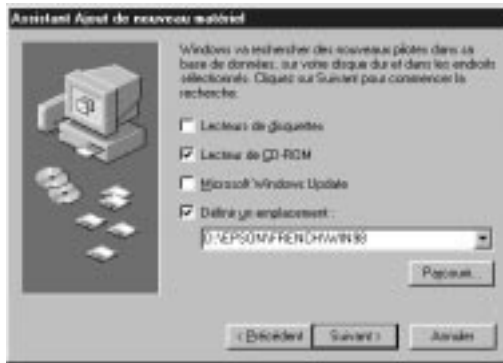 Assistant Ajout de nouveau matériel
Windows va rechercher des nouveaux pilotes dans sa
base de données, sur votre disque dur et dans les endroits
sélectionnés. Cliquez sur Suivant pour commencer la
recherche.
Lecteurs de disquettes
Lecteur de CD-ROM
Microsoft Windows Update
Définir un emplacement :
D:\EPSON\FRENCH\WIN98
Parcourir...
< Précédent
Suivant >
Annuler